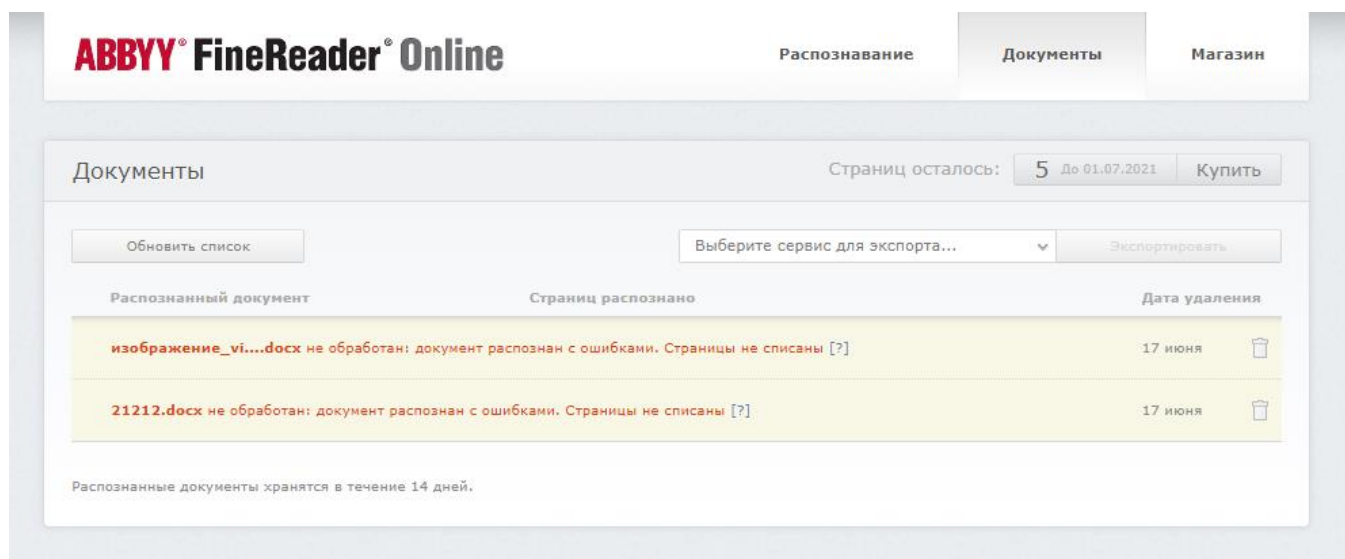 ABBYY® FineReader® Online Распознавание Документы Магазин
Документы Страниц осталось: 5 До 01.07.2021 Купить
Обновить список Выберите сервис для экспорта... Экспортировать
Распознанный документ Страниц распознано Дата удаления
изображение_vi....docx не обработан: документ распознан с ошибками. Страницы не списаны [?] 17 июня
21212.docx не обработан: документ распознан с ошибками. Страницы не списаны [?] 17 июня
Распознанные документы хранятся в течение 14 дней.